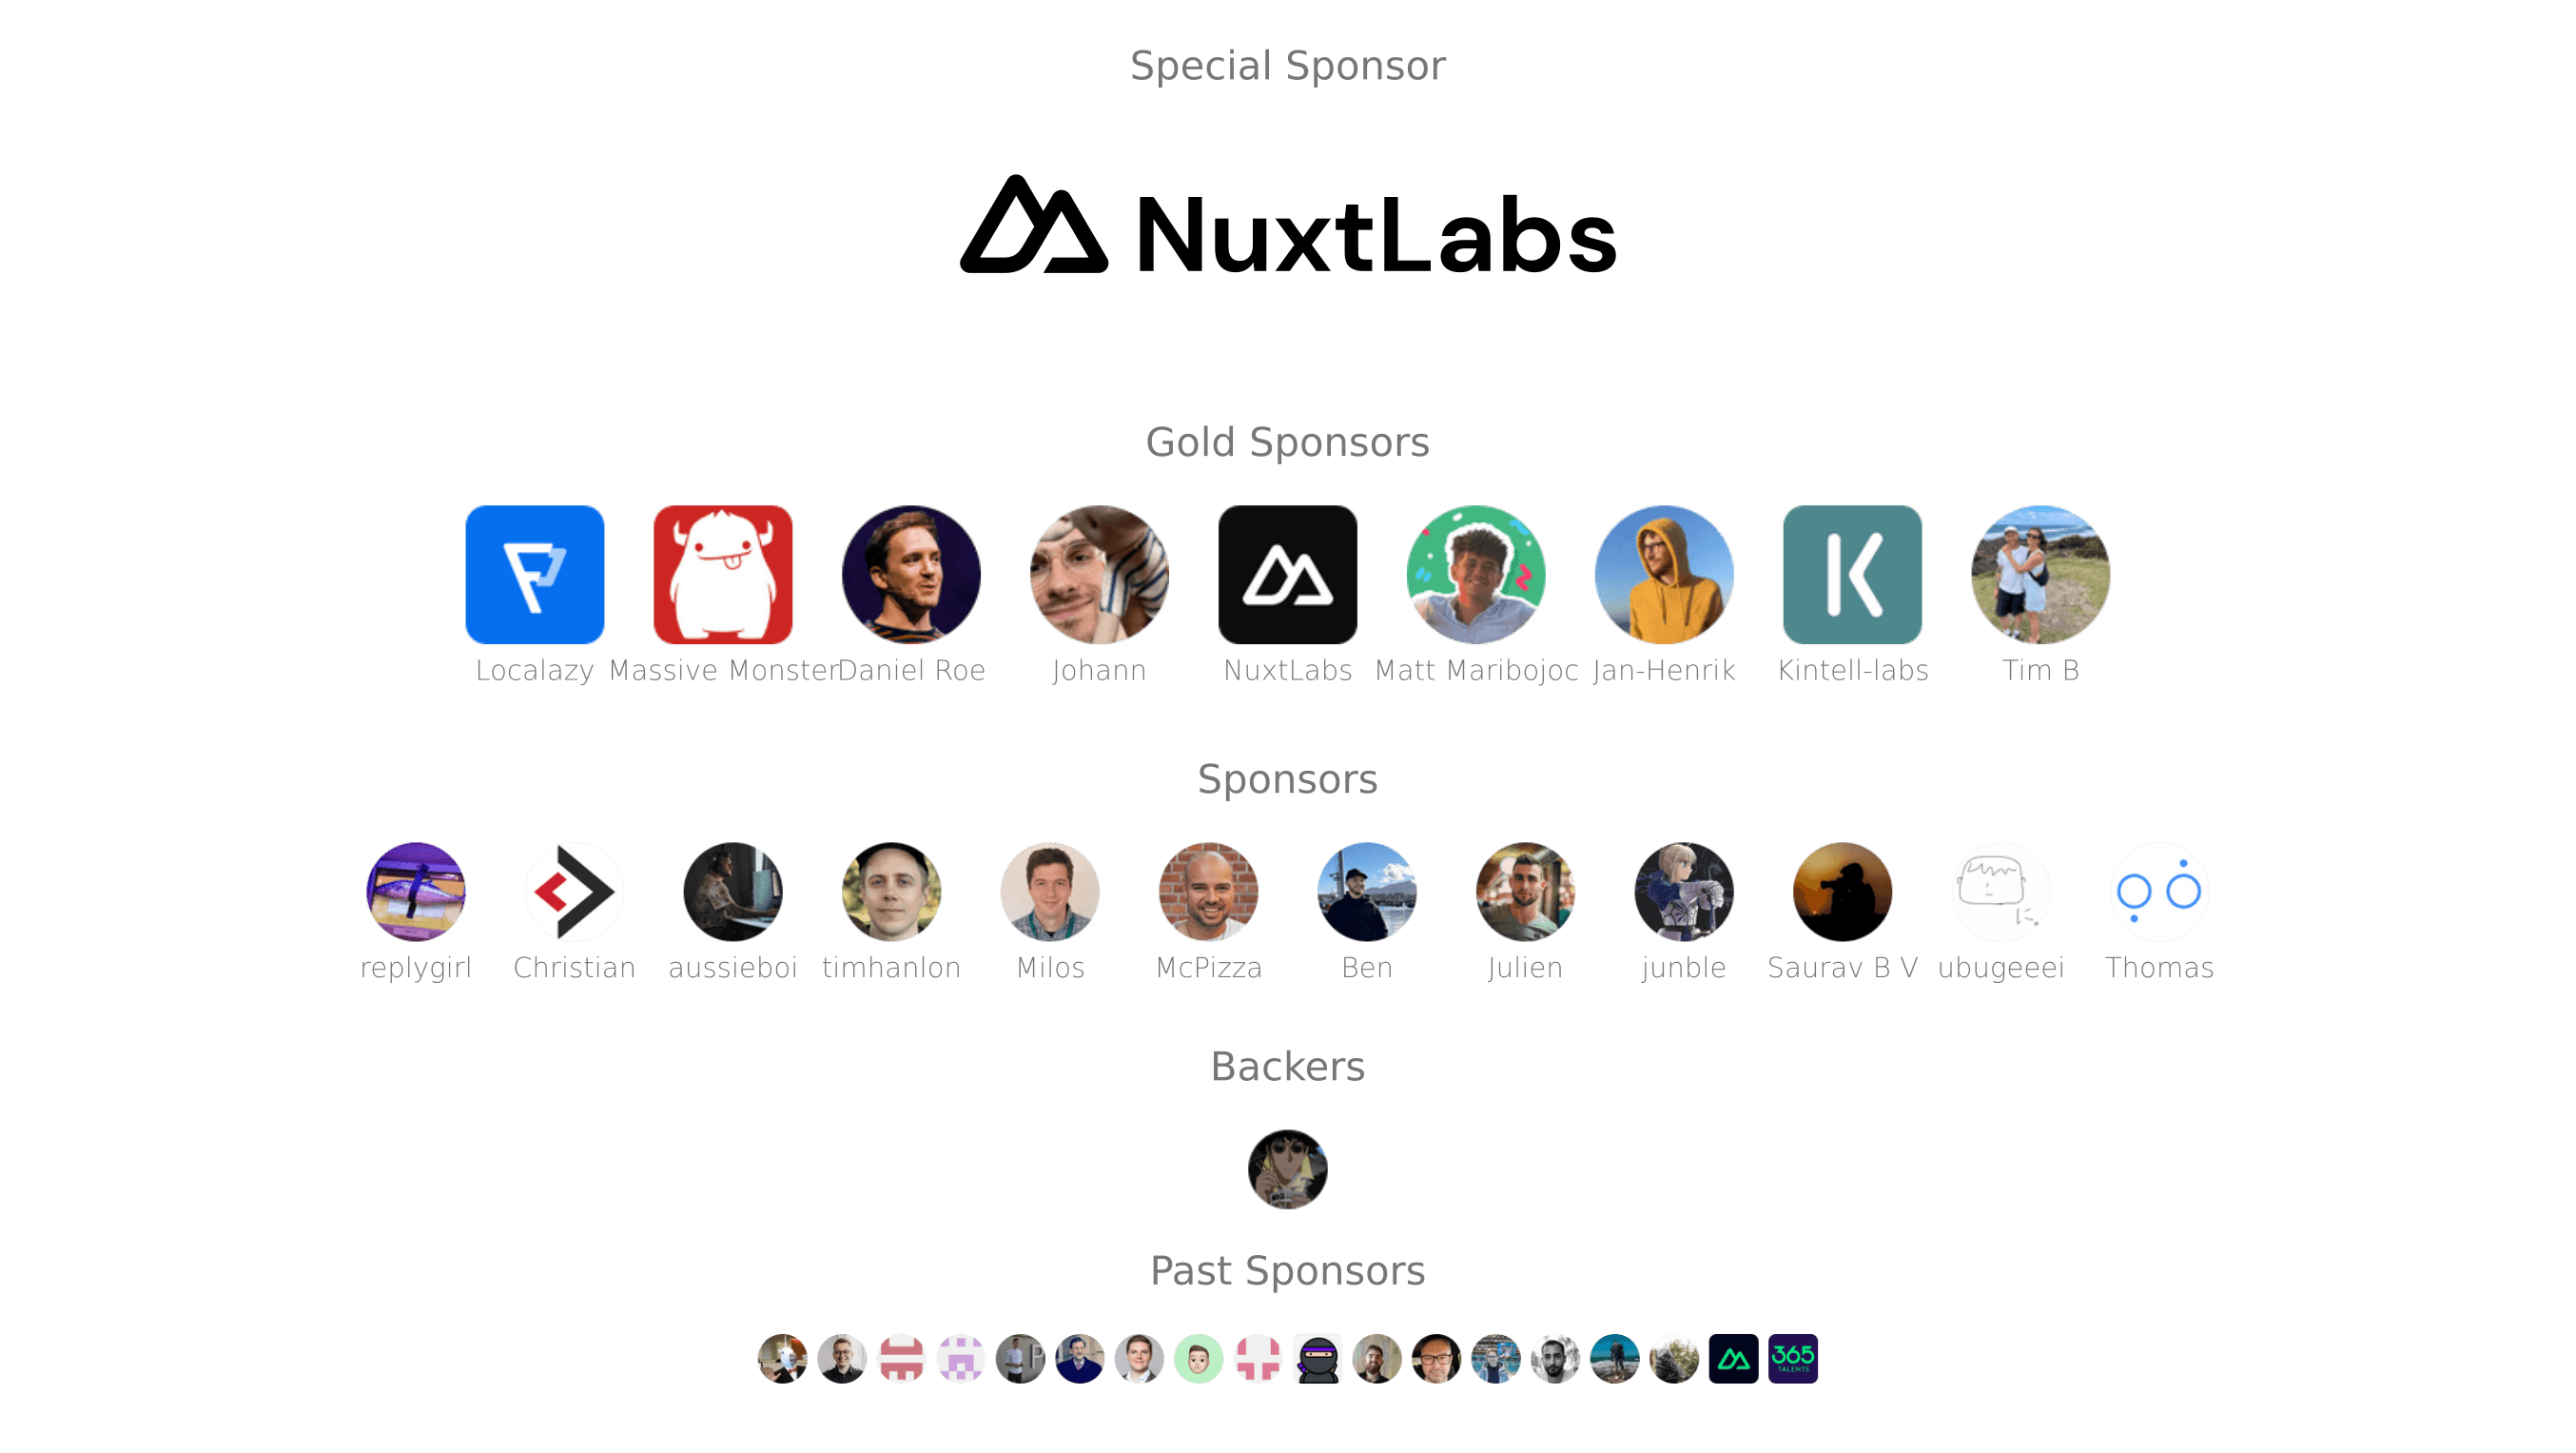 Special Sponsor
NuxtLabs
Gold Sponsors
Localazy Massive Monster Daniel Roe Johann NuxtLabs Matt Maribojoc Jan-Henrik Kintell-labs Tim B
Sponsors
replygirl Christian aussieboi timhanlon Milos McPizza Ben Julien junble Saurav B V ubugeeei Thomas
Backers
Past Sponsors
P
365
TALENTS